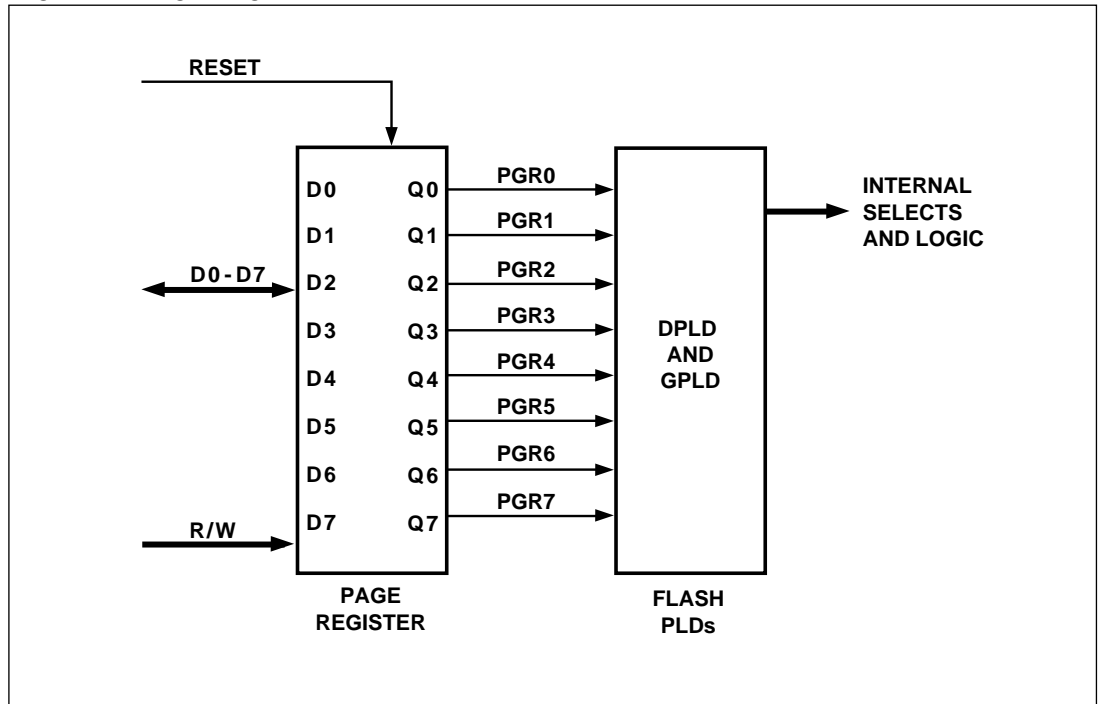 RESET
D0 Q0 PGR0
D1 Q1 PGR1
D0-D7
D2 Q2 PGR2
D3 Q3 PGR3
D4 Q4 PGR4
D5 Q5 PGR5
D6 Q6 PGR6
D7 Q7 PGR7
R/W
DPLD
AND
GPLD
INTERNAL
SELECTS
AND LOGIC
PAGE
REGISTER
FLASH
PLDs